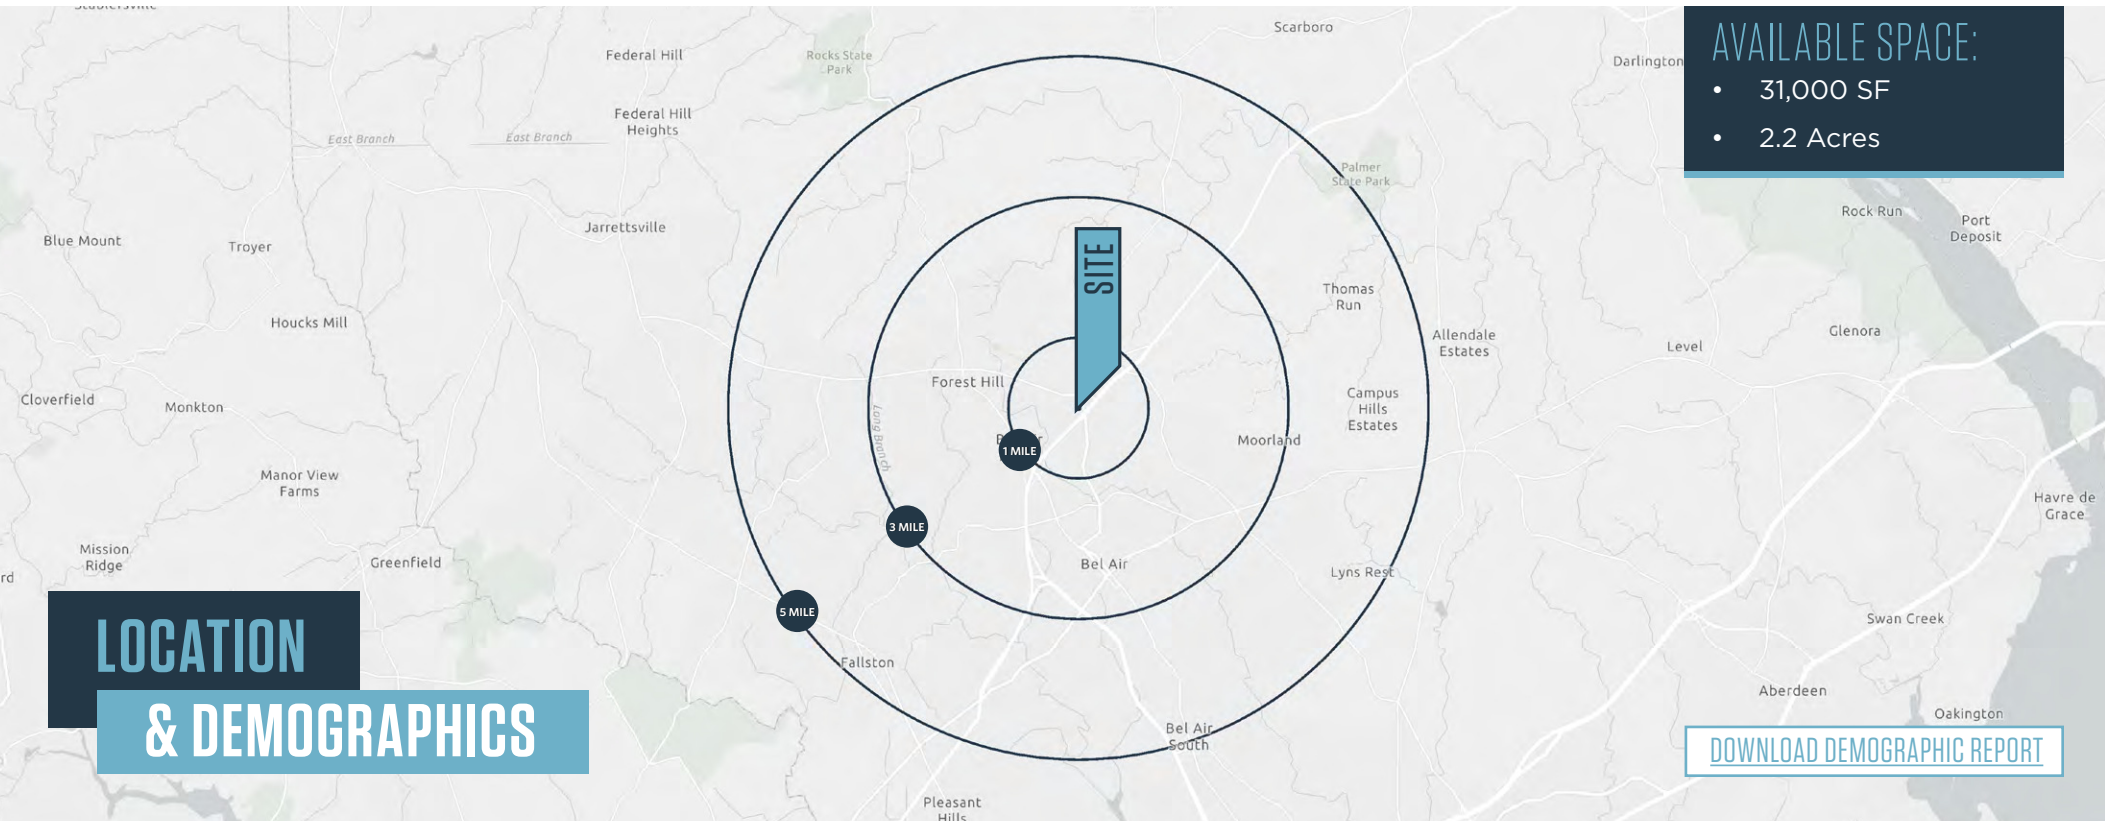 Scarboro
AVAILABLE SPACE:
Federal Hill
Rocks State
Park
Darlington
• 31,000 SF
Federal Hill
Heights
• 2.2 Acres
East Branch
East Branch
Palmer
State Park
Rock Run
Port
Deposit
Jarrettsville
Blue Mount
Troyer
SITE
Thomas
Run
Houcks Mill
Glenora
Allendale
Estates
Level
Forest Hill
Cloverfield
Monkton
Campus
Hills
Estates
Long Branch
Moorland
1 MILE
Manor View
Farms
Havre de
Grace
3 MILE
Mission
Ridge
Greenfield
Bel Air
Lyns Rest
rd
5 MILE
Swan Creek
LOCATION
Fallston
Aberdeen
& DEMOGRAPHICS
Oakington
Bel Air
South
DOWNLOAD DEMOGRAPHIC REPORT
Pleasant
Hills